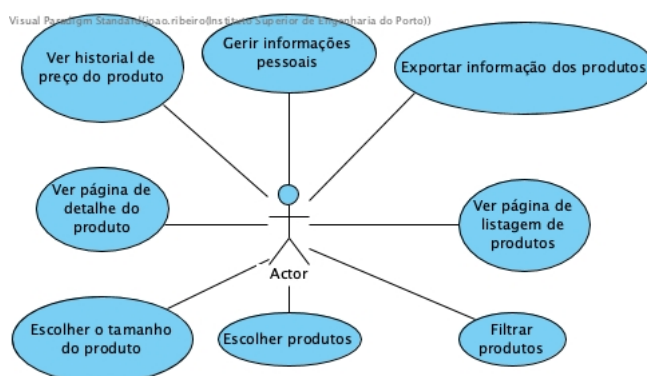 Visual Paradigm Standard(joao.ribeiro(Instituto Superior de Engenharia do Porto))
Ver historial de
preço do produto
Gerir informações
pessoais
Exportar informação dos produtos
Ver página de
detalhe do
produto
Ver página de
listagem de
produtos
Actor
Escolher o tamanho
do produto
Escolher produtos
Filtrar
produtos